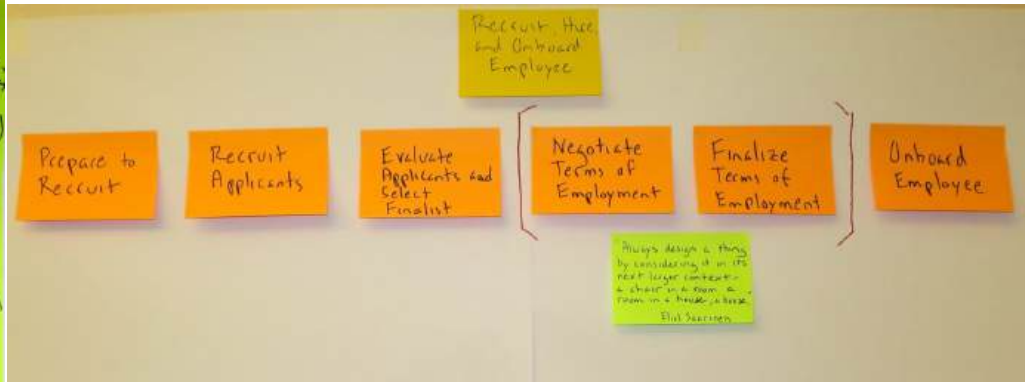 Recruit, Hire,
and Onboard
Employee
Prepare to
Recruit
Recruit
Applicants
Evaluate
Applicants and
Select
Finalist
Negotiate
Terms of
Employment
Finalize
Terms of
Employment
Onboard
Employee
"Always design a thing
by considering it in its
next larger context -
a chair in a room, a
room in a house, a house
Eliel Saarinen